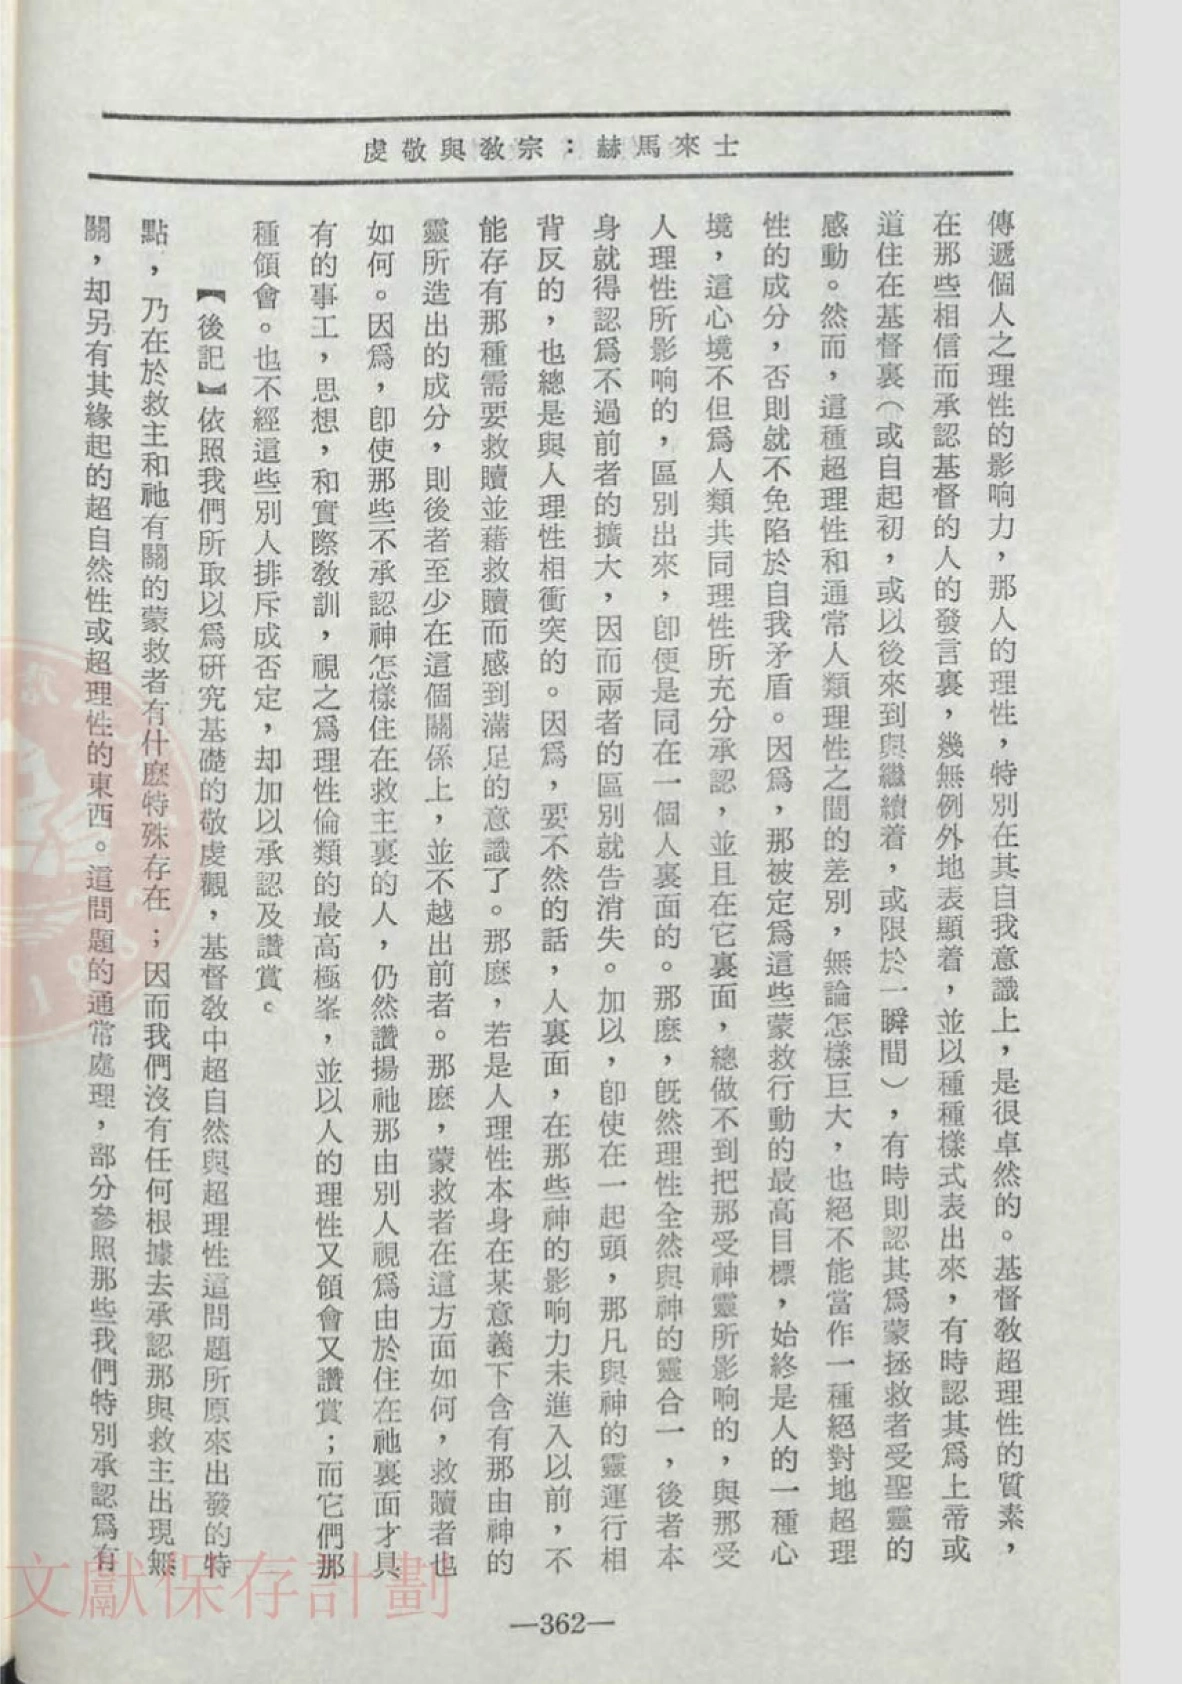 虔敬與教宗：赫馬來士
傳遞個人之理性的影响力，那人的理性，特別在其自我意識上，是很卓然的。基督教超理性的質素，
在那些相信而承認基督的人的發言裏，幾無例外地表顯着，並以種種樣式表出來，有時認其爲上帝或
道住在基督裏（或自起初，或以後來到與繼續着，或限於一瞬間），有時則認其爲蒙拯救者受聖靈的
感動。然而，這種超理性和通常人類理性之間的差別，無論怎樣巨大，也絕不能當作一種絕對地超理
性的成分，否則就不免陷於自我矛盾。因爲，那被定爲這些蒙救行動的最高目標，始終是人的一種心
境，這心境不但爲人類共同理性所充分承認，並且在它裏面，總做不到把那受神靈所影响的，與那受
人理性所影响的，區別出來，卽便是同在一個人裏面的。那麽，旣然理性全然與神的靈合一，後者本
身就得認爲不過前者的擴大，因而兩者的區別就告消失。加以，卽使在一起頭，那凡與神的靈運行相
背反的，也總是與人理性相衝突的。因爲，要不然的話，人裏面，在那些神的影响力未進入以前，不
能存有那種需要救贖並藉救贖而感到滿足的意識了。那麽，若是人理性本身在某意義下含有那由神的
靈所造出的成分，則後者至少在這個關係上，並不越出前者。那麽，蒙救者在這方面如何，救贖者也
如何。因爲，卽使那些不承認神怎樣住在救主裏的人，仍然讚揚祂那由別人視爲由於住在祂裏面才具
有的事工，思想，和實際教訓，視之爲理性倫類的最高極峯，並以人的理性又領會又讚賞；而它們那
種領會。也不經這些別人排斥成否定，却加以承認及讚賞。
【後記】依照我們所取以爲研究基礎的敬虔觀，基督教中超自然與超理性這問題所原來出發的特
點，乃在於救主和祂有關的蒙救者有什麽特殊存在；因而我們沒有任何根據去承認那與救主出現無
關，却另有其緣起的超自然性或超理性的東西。這問題的通常處理，部分參照那些我們特別承認爲有
—362—
文獻保存計劃